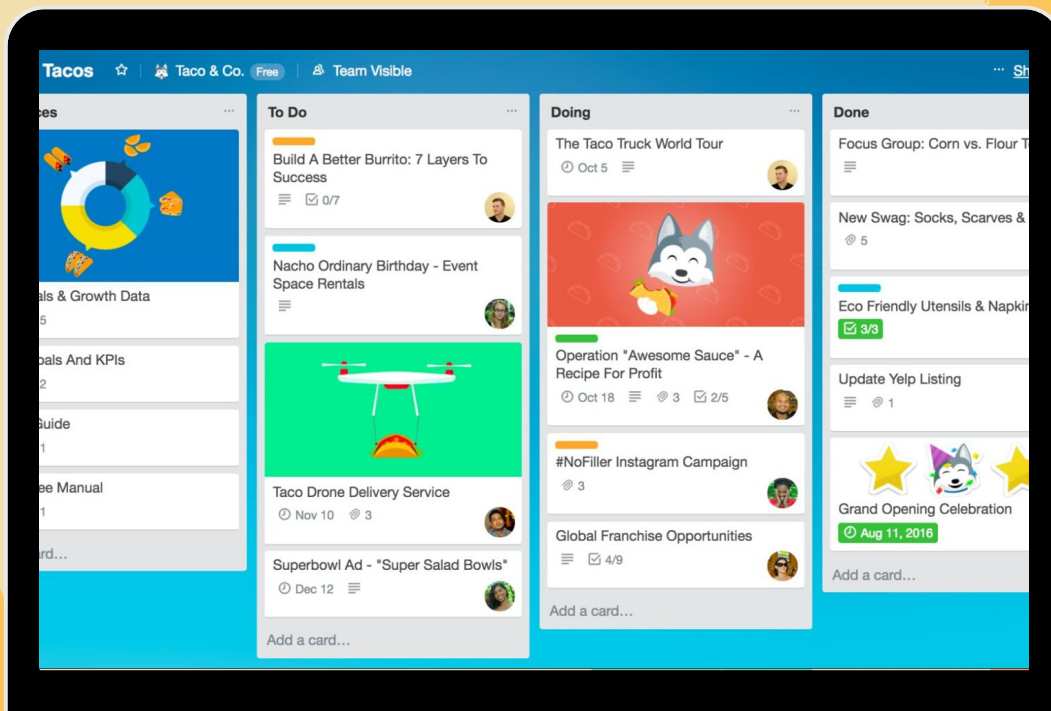 Tacos Taco & Co. Free Team Visible ... Sh
ces ...
als & Growth Data
5
oals And KPIs
2
Guide
1
ee Manual
1
rd...
To Do ...
Build A Better Burrito: 7 Layers To
Success
0/7
Nacho Ordinary Birthday - Event
Space Rentals
Taco Drone Delivery Service
Nov 10 3
Superbowl Ad - "Super Salad Bowls"
Dec 12
Add a card...
Doing ...
The Taco Truck World Tour
Oct 5
Operation "Awesome Sauce" - A
Recipe For Profit
Oct 18 3 2/5
#NoFiller Instagram Campaign
3
Global Franchise Opportunities
4/9
Add a card...
Done
Focus Group: Corn vs. Flour T
New Swag: Socks, Scarves &
5
Eco Friendly Utensils & Napkin
3/3
Update Yelp Listing
1
Grand Opening Celebration
Aug 11, 2016
Add a card...